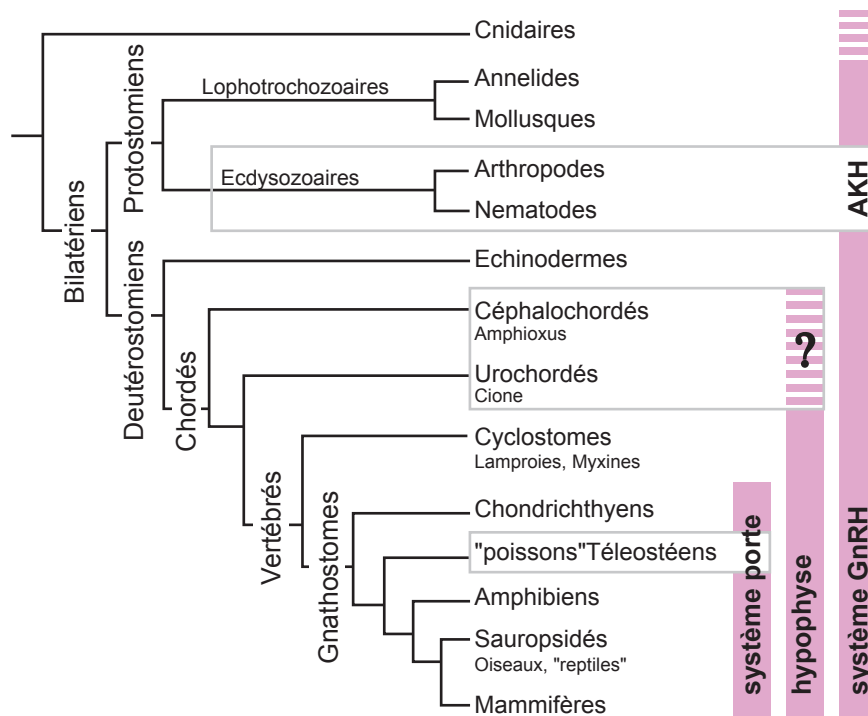 Cnidaires
Annelides
Lophotrochozoaires
Mollusques
Protostomiens
Arthropodes
Ecdysozoaires
Nematodes
AKH
Bilatériens
Echinodermes
Céphalochordés
Amphioxus
?
Urochordés
Cione
Deutérostomiens
Chordés
Cyclostomes
Lamproies, Myxines
Vertébrés
Chondrichthyens
Gnathostomes
"poissons"Téleostéens
Amphibiens
Sauropsidés
Oiseaux, "reptiles"
Mammifères
système porte
hypophyse
système GnRH